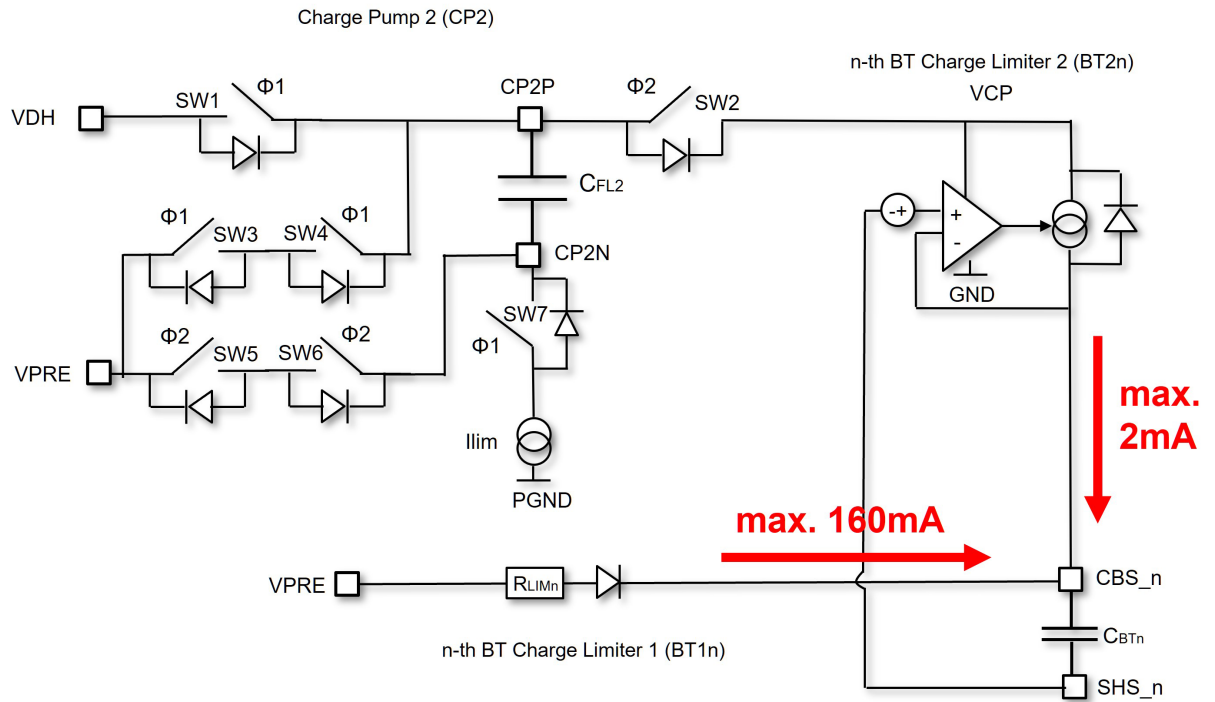 Charge Pump 2 (CP2)
n-th BT Charge Limiter 2 (BT2n)
VCP
VDH
SW1
Φ1
CP2P
Φ2
SW2
CFL2
Φ1
SW3
SW4
Φ1
CP2N
-+
+
-
GND
VPRE
Φ2
SW5
SW6
Φ2
SW7
Φ1
Ilim
PGND
max.
2mA
max. 160mA
VPRE
RLIMn
CBS_n
CBTn
n-th BT Charge Limiter 1 (BT1n)
SHS_n